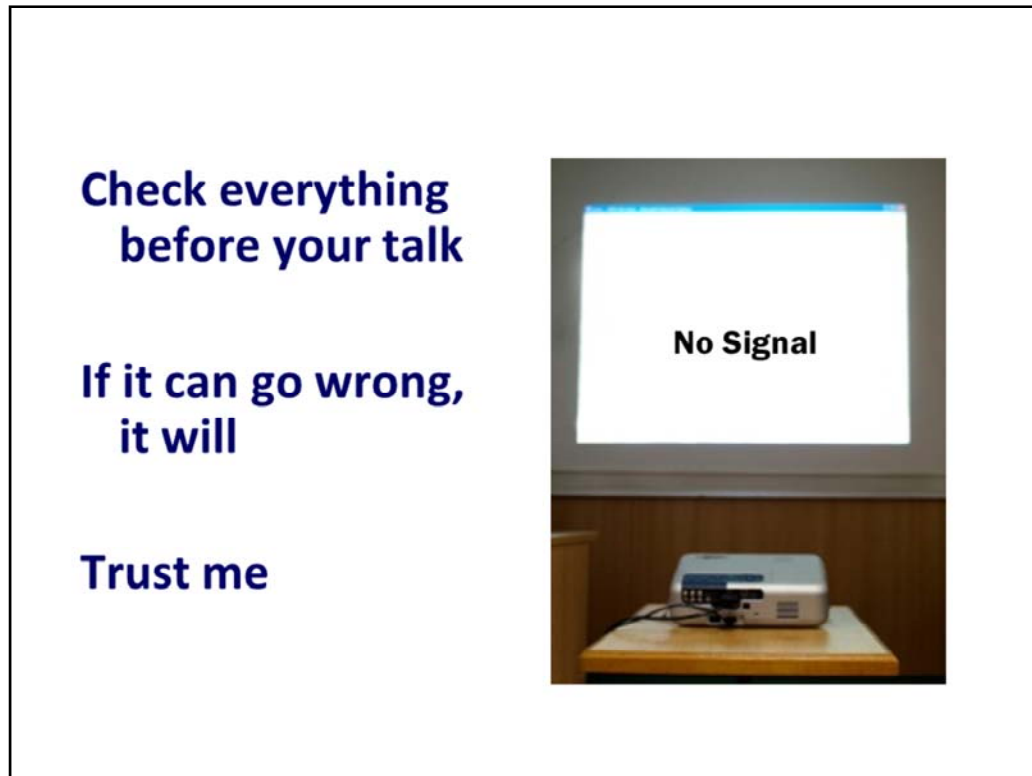 Check everything
before your talk
If it can go wrong,
it will
Trust me
No Signal